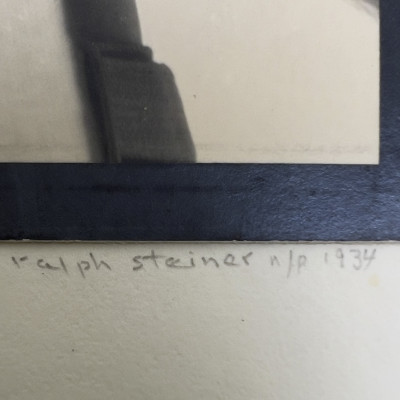 ralph steiner n/p 1934